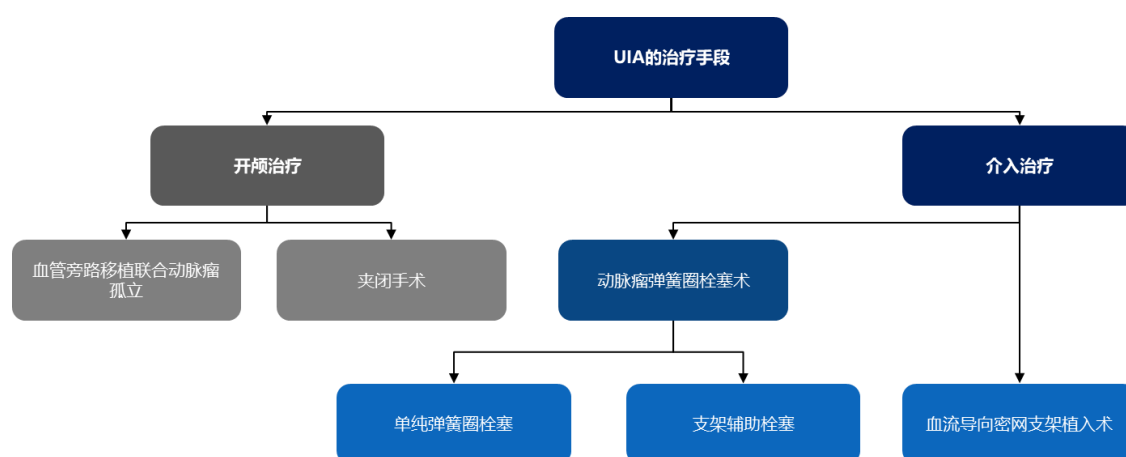 UIA的治疗手段
开颅治疗
介入治疗
血管旁路移植联合动脉瘤
孤立
夹闭手术
动脉瘤弹簧圈栓塞术
单纯弹簧圈栓塞
支架辅助栓塞
血流导向密网支架植入术